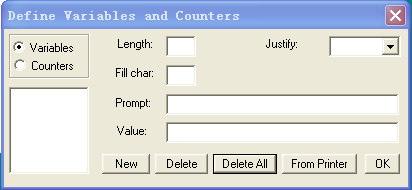 Define Variables and Counters
Variables
Counters
Length:
Justify:
Fill char:
Prompt:
Value:
New
Delete
Delete All
From Printer
OK